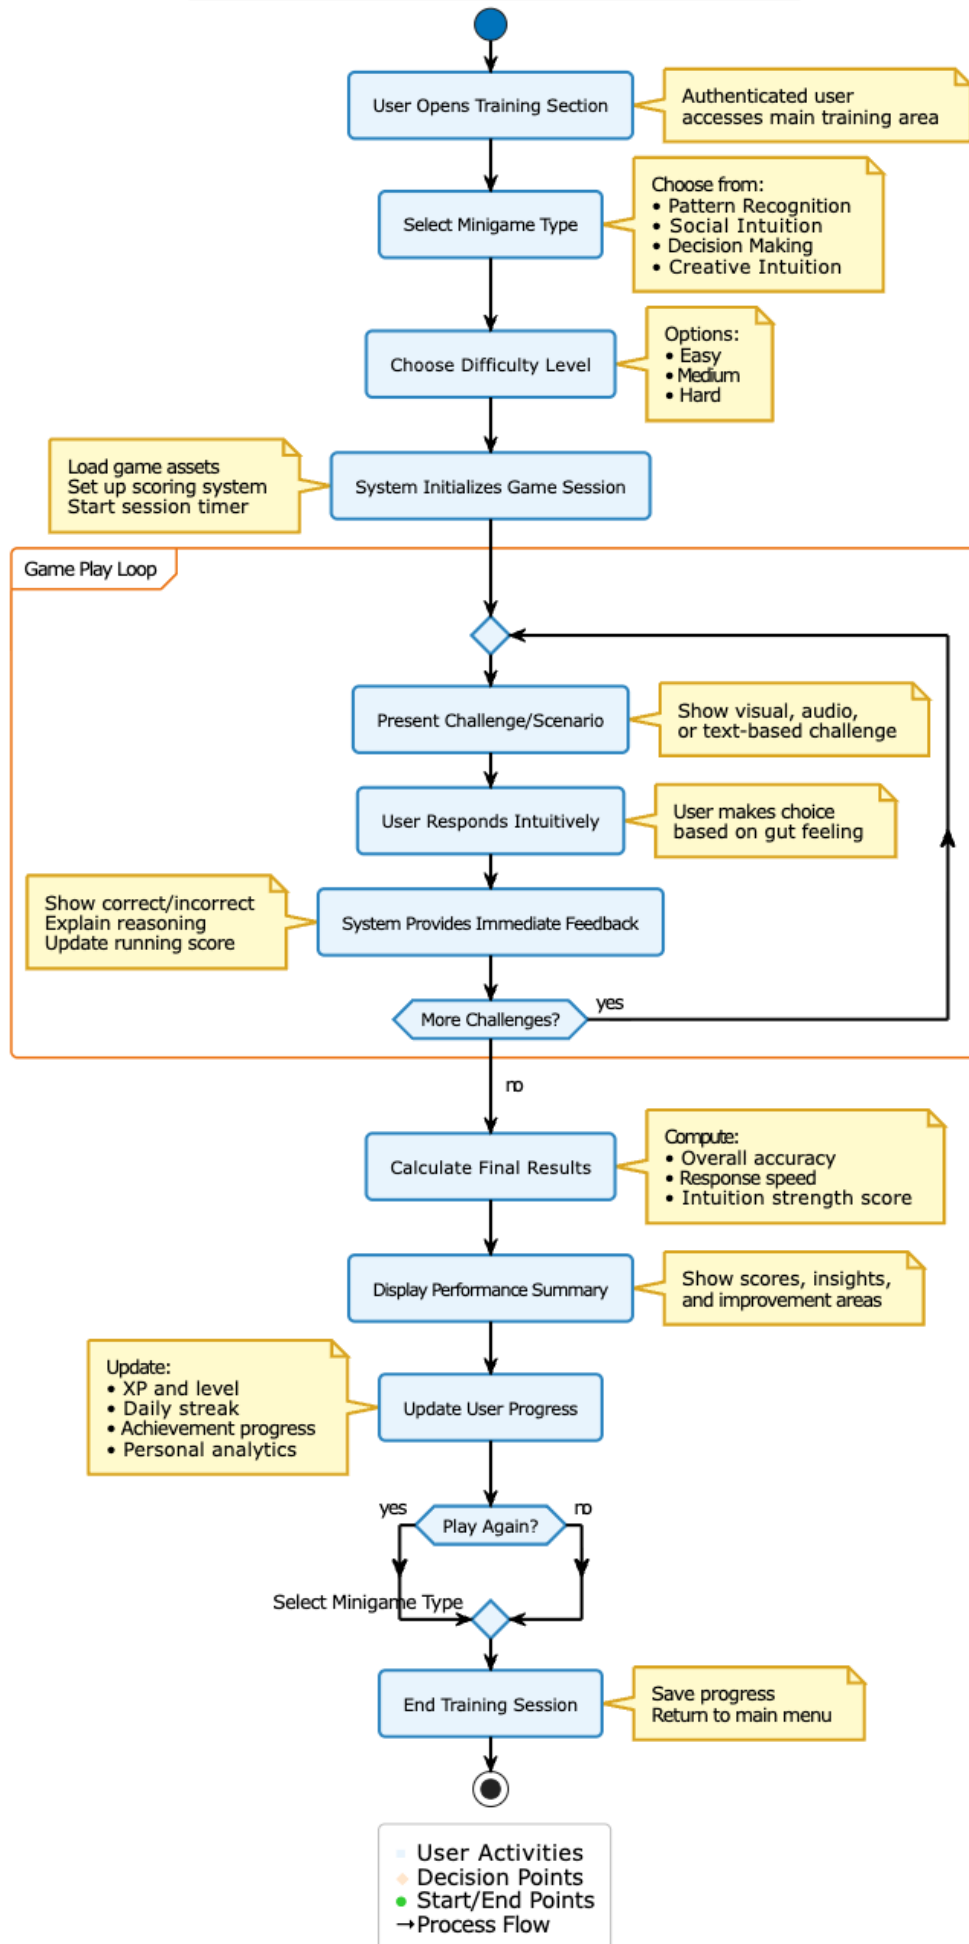 User Opens Training Section
Authenticated user
accesses main training area
Select Minigame Type
Choose from:
• Pattern Recognition
• Social Intuition
• Decision Making
• Creative Intuition
Choose Difficulty Level
Options:
• Easy
• Medium
• Hard
Load game assets
Set up scoring system
Start session timer
System Initializes Game Session
Game Play Loop
Present Challenge/Scenario
Show visual, audio,
or text-based challenge
User Responds Intuitively
User makes choice
based on gut feeling
Show correct/incorrect
Explain reasoning
Update running score
System Provides Immediate Feedback
More Challenges?
yes
no
Calculate Final Results
Compute:
• Overall accuracy
• Response speed
• Intuition strength score
Display Performance Summary
Show scores, insights,
and improvement areas
Update:
• XP and level
• Daily streak
• Achievement progress
• Personal analytics
Update User Progress
yes
Play Again?
no
Select Minigame Type
End Training Session
Save progress
Return to main menu
User Activities
Decision Points
Start/End Points
→Process Flow